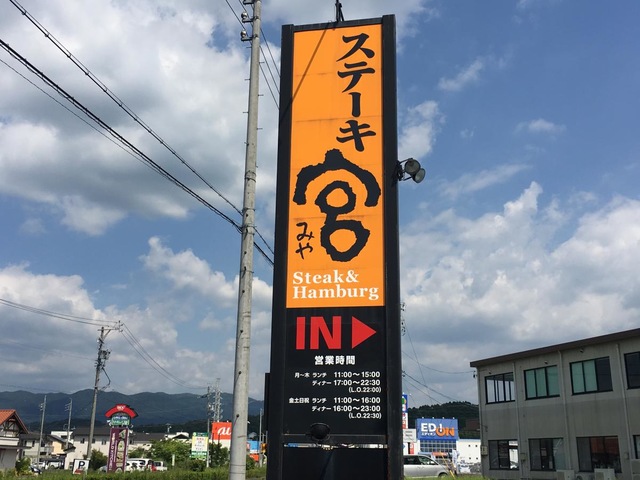 ステーキ
宮
みや
Steak&
Hamburg
IN
営業時間
月〜木 ランチ 11:00〜15:00
ディナー 17:00〜22:30
(L.O.22:00)
金土日祝 ランチ 11:00〜16:00
ディナー 16:00〜23:00
(L.O.22:30)
au
P
EDION